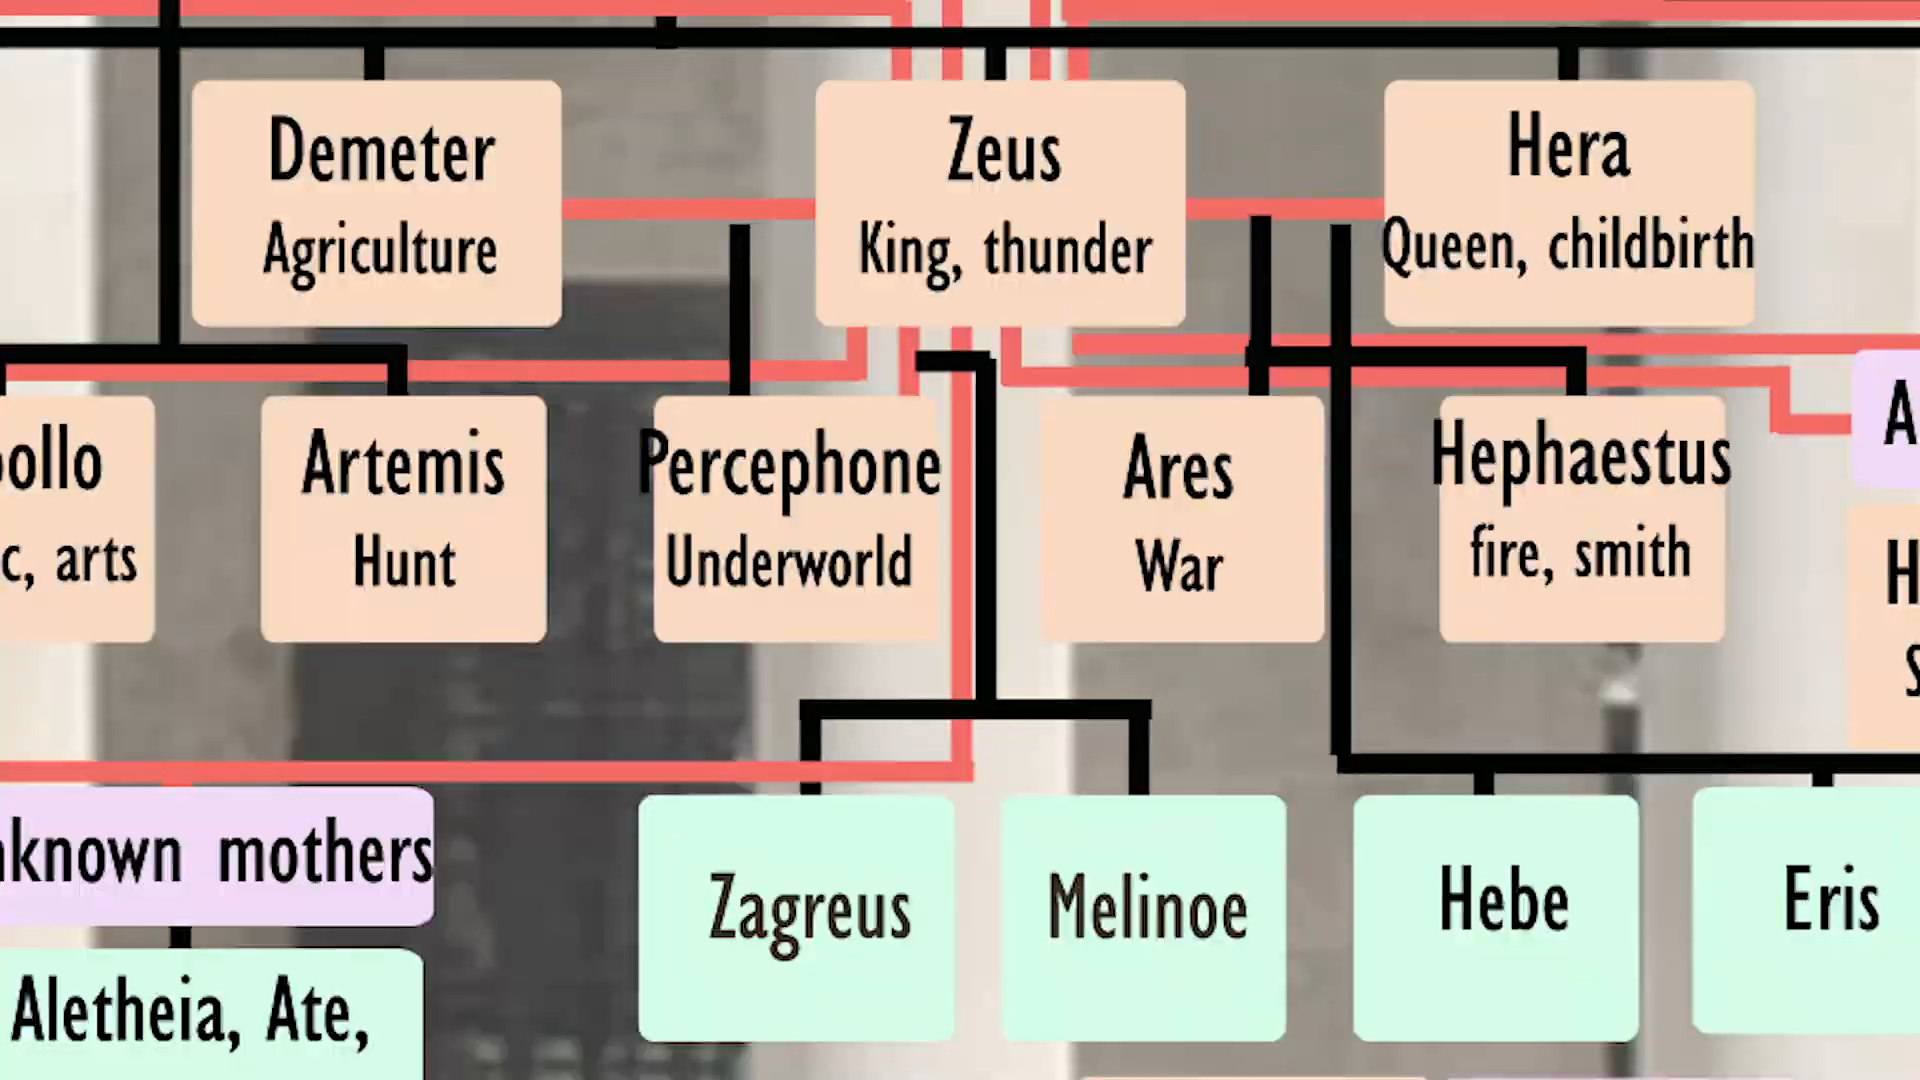 Demeter
Agriculture
Zeus
King, thunder
Hera
Queen, childbirth
ollo
c, arts
Artemis
Hunt
Percephone
Underworld
Ares
War
Hephaestus
fire, smith
A
H
nknown mothers
Zagreus
Melinoe
Hebe
Eris
Aletheia, Ate,